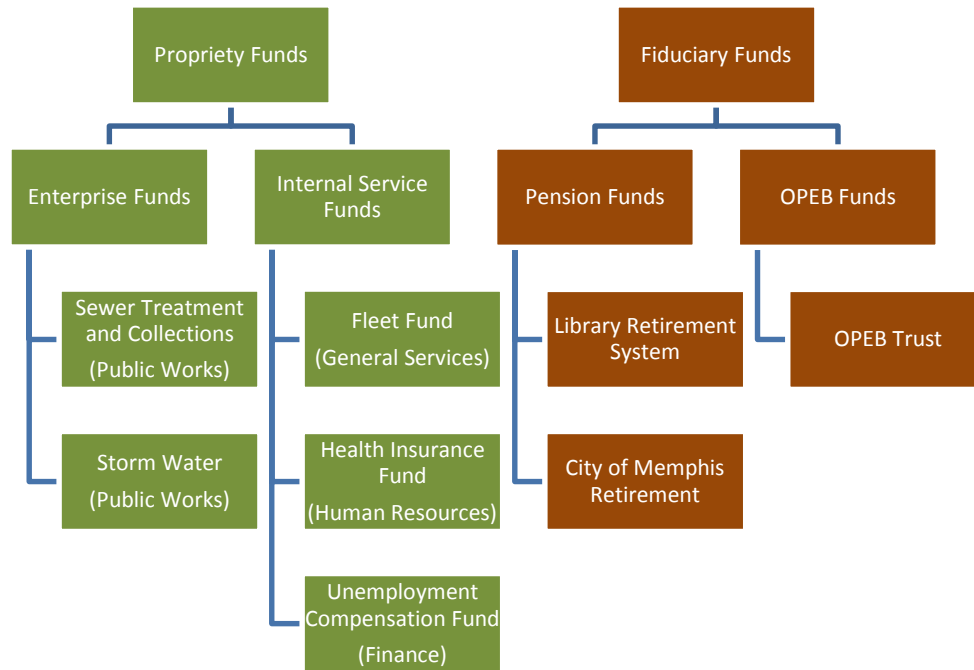 Propriety Funds
Fiduciary Funds
Enterprise Funds
Internal Service
Funds
Pension Funds
OPEB Funds
Sewer Treatment
and Collections
(Public Works)
Fleet Fund
(General Services)
Library Retirement
System
OPEB Trust
Storm Water
(Public Works)
Health Insurance
Fund
(Human Resources)
City of Memphis
Retirement
Unemployment
Compensation Fund
(Finance)